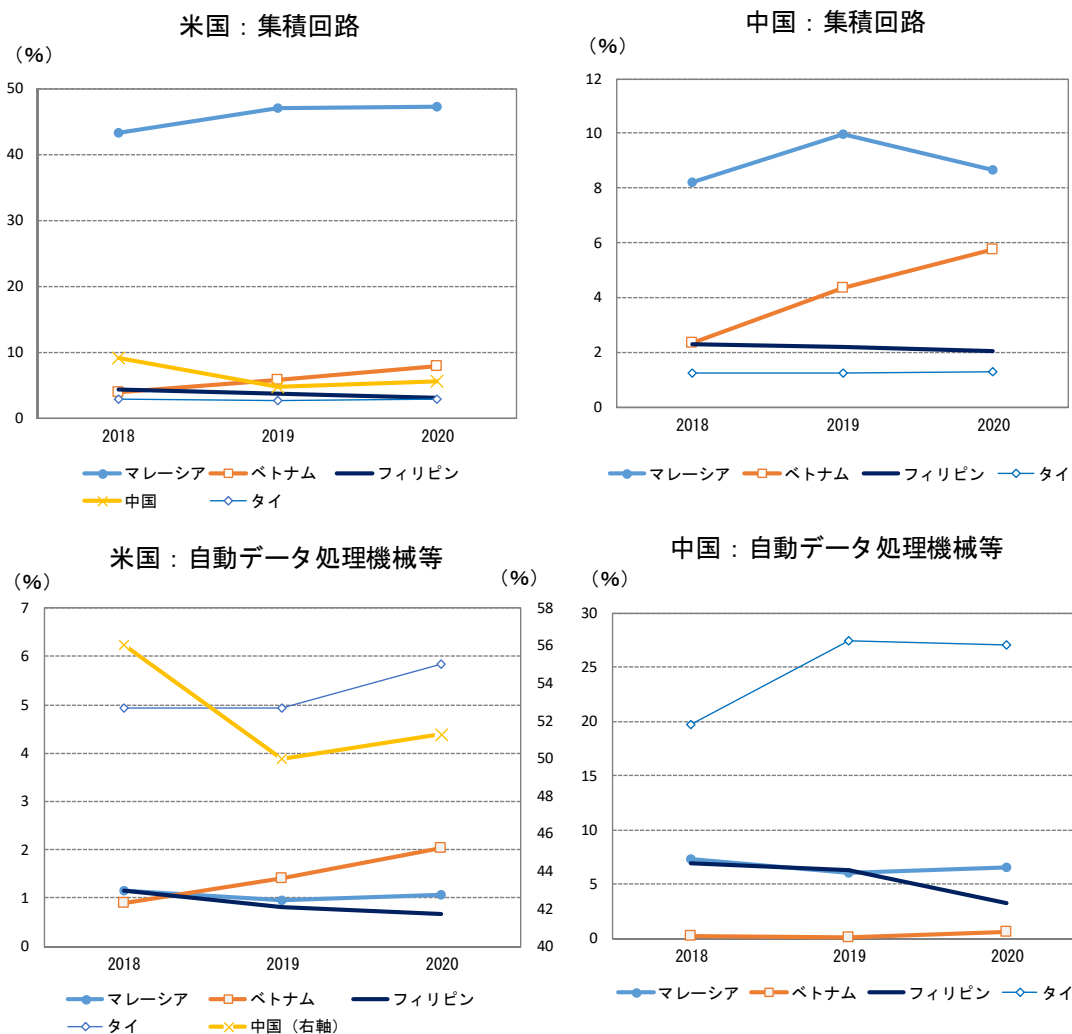 米国：集積回路
（%）
50
40
30
20
10
0
2018 2019 2020
マレーシア ベトナム フィリピン
中国 タイ
中国：集積回路
（%）
12
10
8
6
4
2
0
2018 2019 2020
マレーシア ベトナム フィリピン タイ
米国：自動データ処理機械等
（%） （%）
7 58
6 56
5 54
4 52
3 50
2 48
1 46
0 44
42
40
2018 2019 2020
マレーシア ベトナム フィリピン
タイ 中国（右軸）
中国：自動データ処理機械等
（%）
30
25
20
15
10
5
0
2018 2019 2020
マレーシア ベトナム フィリピン タイ